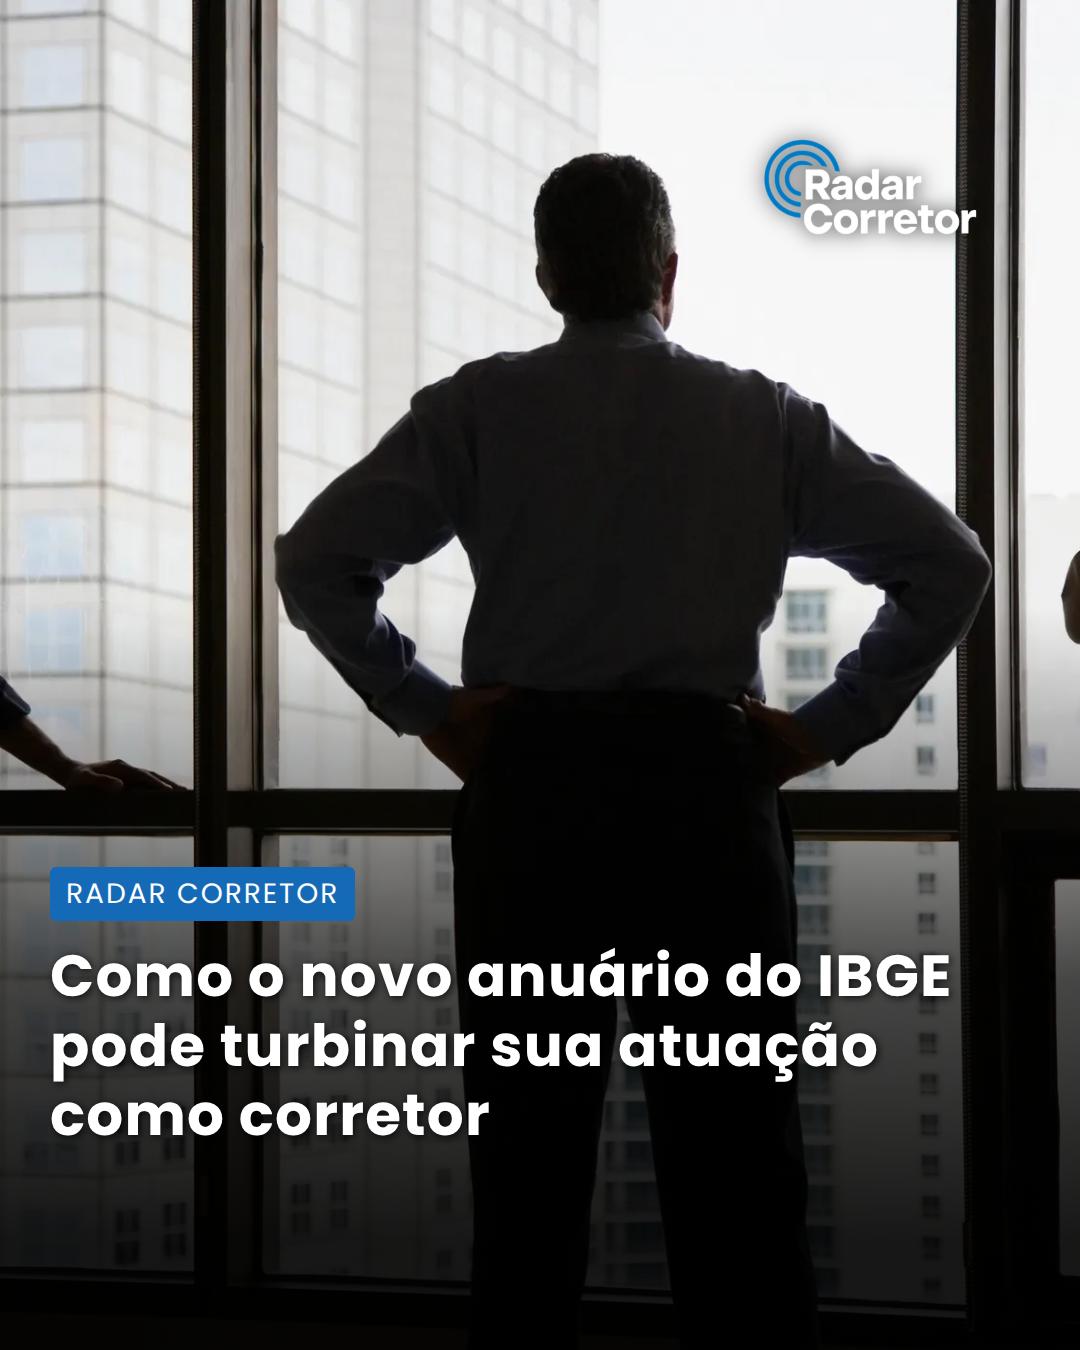 Radar
Corretor
RADAR CORRETOR
Como o novo anuário do IBGE
pode turbinar sua atuação
como corretor